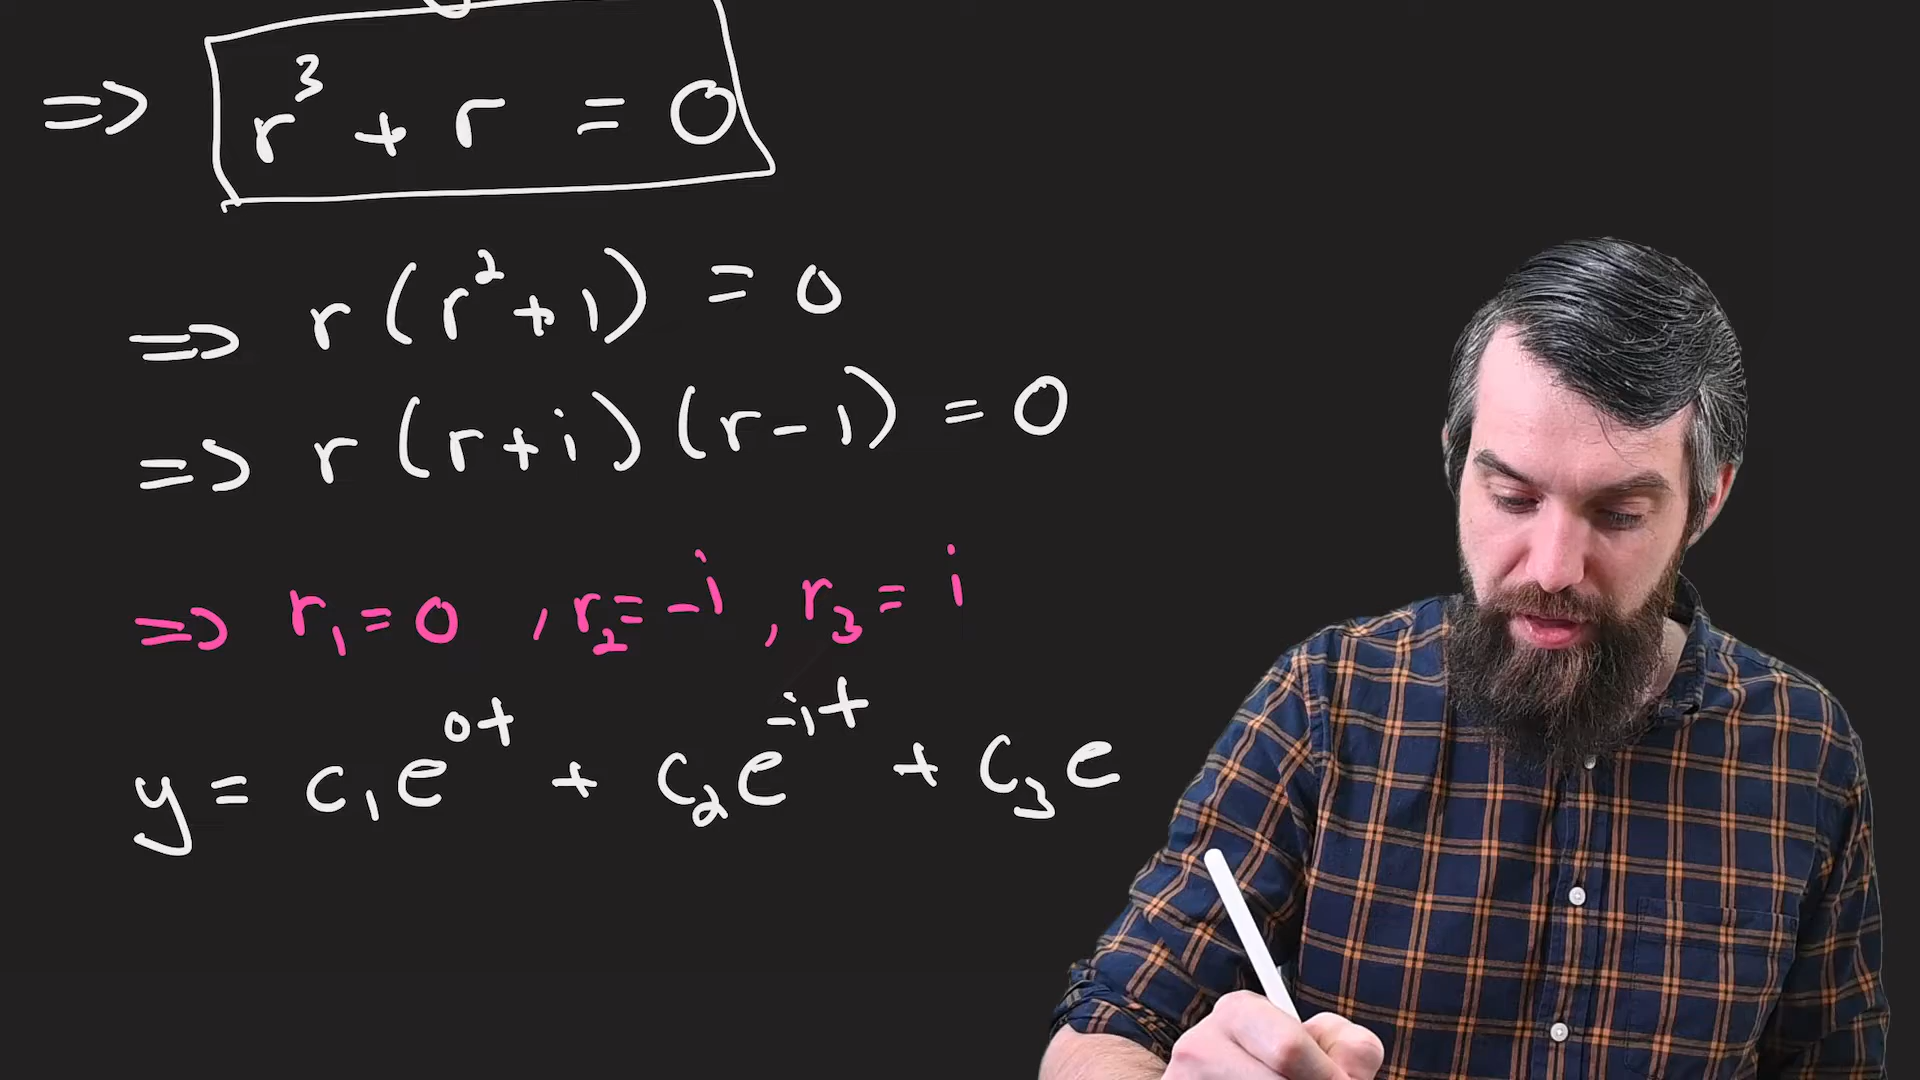 => r³ + r = 0
=> r(r²+1) = 0
=> r(r+i)(r-1) = 0
=> r₁=0 , r₂= -i , r₃= i
y= c₁e⁰ᵗ + c₂e⁻ⁱᵗ + c₃e